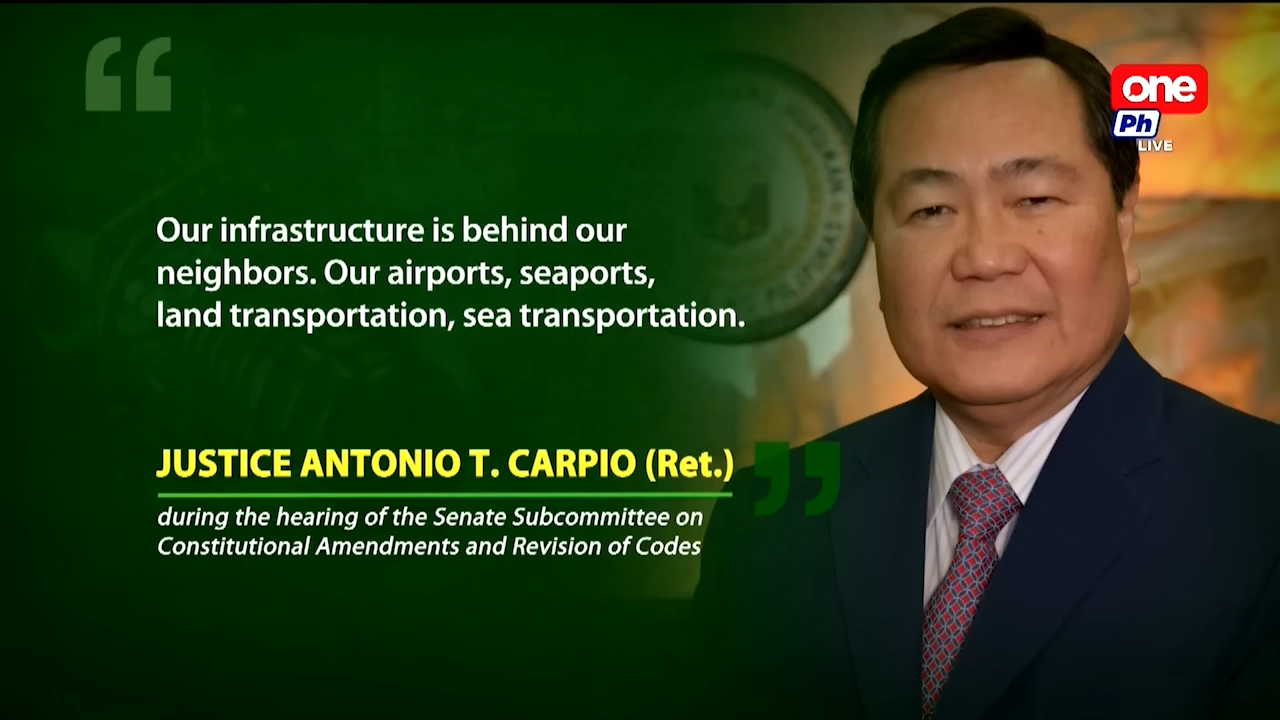 one
Ph
LIVE
Our infrastructure is behind our
neighbors. Our airports, seaports,
land transportation, sea transportation.
JUSTICE ANTONIO T. CARPIO (Ret.)
during the hearing of the Senate Subcommittee on
Constitutional Amendments and Revision of Codes